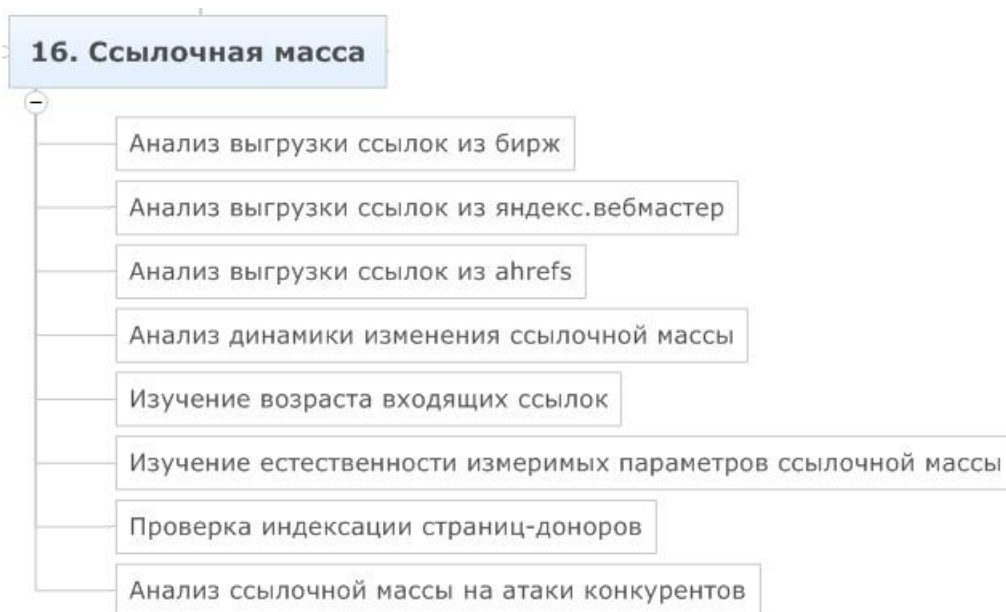 16. Ссылочная масса
Анализ выгрузки ссылок из бирж
Анализ выгрузки ссылок из яндекс.вебмастер
Анализ выгрузки ссылок из ahrefs
Анализ динамики изменения ссылочной массы
Изучение возраста входящих ссылок
Изучение естественности измеримых параметров ссылочной массы
Проверка индексации страниц-доноров
Анализ ссылочной массы на атаки конкурентов